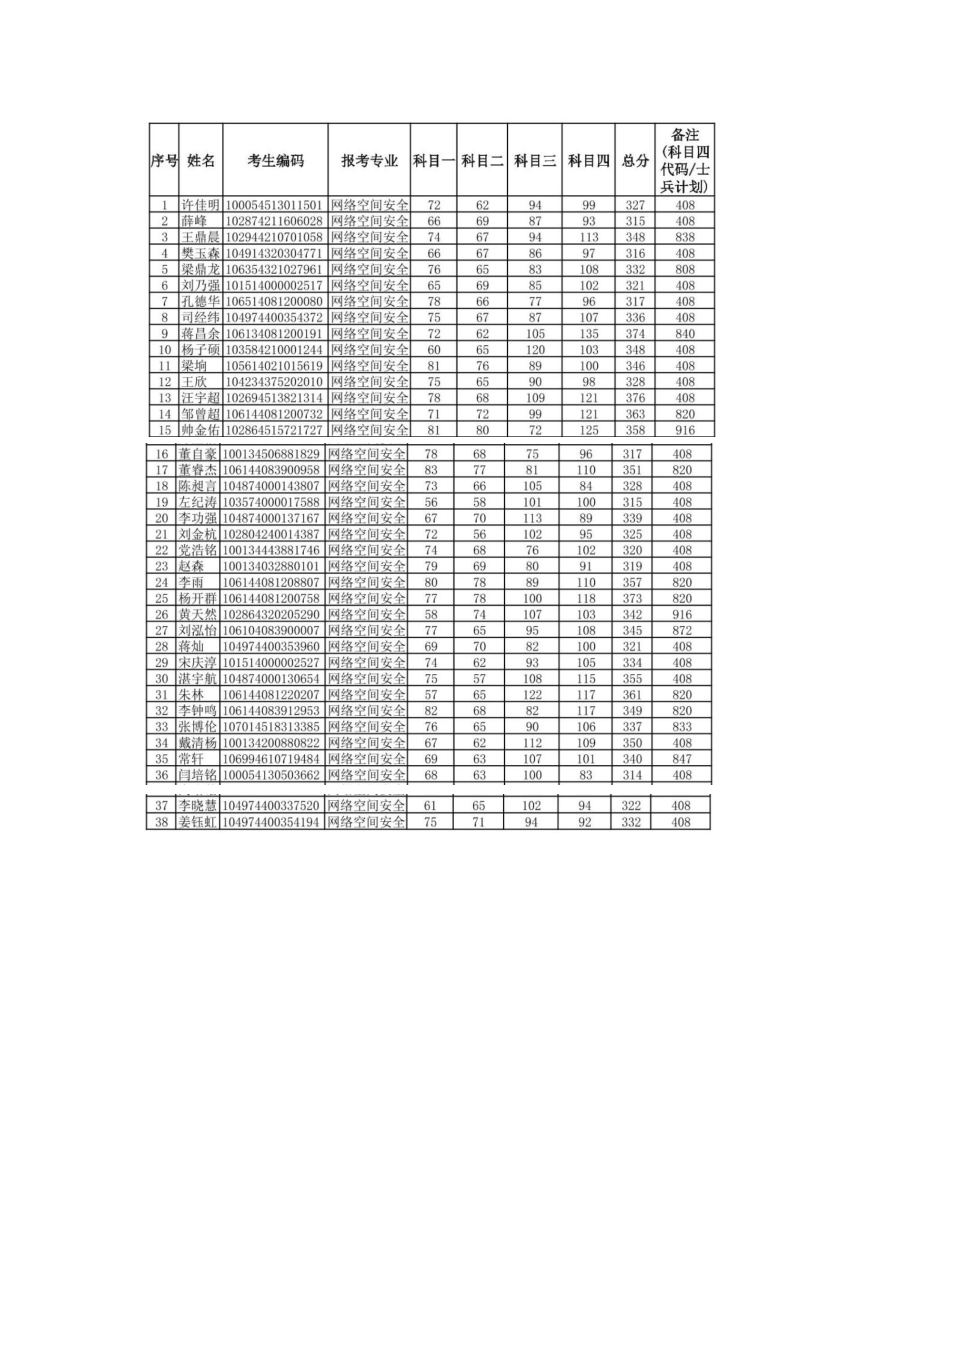 序号 姓名 考生编码 报考专业 科目一 科目二 科目三 科目四 总分 备注(科目四代码/士兵计划)
1 许佳明 100054513011501 网络空间安全 72 62 94 99 327 408
2 薛峰 102874211606028 网络空间安全 66 69 87 93 315 408
3 王鼎晨 102944210701058 网络空间安全 74 67 94 113 348 838
4 樊玉森 104914320304771 网络空间安全 66 67 86 97 316 408
5 梁鼎龙 106354321027961 网络空间安全 76 65 83 108 332 808
6 刘乃强 101514000002517 网络空间安全 65 69 85 102 321 408
7 孔德华 106514081200080 网络空间安全 78 66 77 96 317 408
8 司经纬 104974400354372 网络空间安全 75 67 87 107 336 408
9 蒋昌余 106134081200191 网络空间安全 72 62 105 135 374 840
10 杨子硕 103584210001244 网络空间安全 60 65 120 103 348 408
11 梁坰 105614021015619 网络空间安全 81 76 89 100 346 408
12 王欣 104234375202010 网络空间安全 75 65 90 98 328 408
13 汪宇超 102694513821314 网络空间安全 78 68 109 121 376 408
14 邹曾超 106144081200732 网络空间安全 71 72 99 121 363 820
15 帅金佑 102864515721727 网络空间安全 81 80 72 125 358 916
16 董自豪 100134506881829 网络空间安全 78 68 75 96 317 408
17 董睿杰 106144083900958 网络空间安全 83 77 81 110 351 820
18 陈昶言 104874000143807 网络空间安全 73 66 105 84 328 408
19 左纪涛 103574000017588 网络空间安全 56 58 101 100 315 408
20 李功强 104874000137167 网络空间安全 67 70 113 89 339 408
21 刘金杭 102804240014387 网络空间安全 72 56 102 95 325 408
22 党浩铭 100134443881746 网络空间安全 74 68 76 102 320 408
23 赵森 100134032880101 网络空间安全 79 69 80 91 319 408
24 李雨 106144081208807 网络空间安全 80 78 89 110 357 820
25 杨开群 106144081200758 网络空间安全 77 78 100 118 373 820
26 黄天然 102864320205290 网络空间安全 58 74 107 103 342 916
27 刘泓怡 106104083900007 网络空间安全 77 65 95 108 345 872
28 蒋灿 104974400353960 网络空间安全 69 70 82 100 321 408
29 宋庆淳 101514000002527 网络空间安全 74 62 93 105 334 408
30 湛宇航 104874000130654 网络空间安全 75 57 108 115 355 408
31 朱林 106144081220207 网络空间安全 57 65 122 117 361 820
32 李钟鸣 106144083912953 网络空间安全 82 68 82 117 349 820
33 张博伦 107014518313385 网络空间安全 76 65 90 106 337 833
34 戴清杨 100134200880822 网络空间安全 67 62 112 109 350 408
35 常轩 106994610719484 网络空间安全 69 63 107 101 340 847
36 闫培铭 100054130503662 网络空间安全 68 63 100 83 314 408
37 李晓慧 104974400337520 网络空间安全 61 65 102 94 322 408
38 姜钰虹 104974400354194 网络空间安全 75 71 94 92 332 408